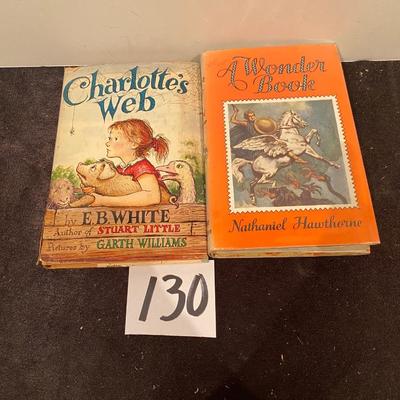 Charlotte's
Web
by E.B. WHITE
Author of STUART LITTLE
Pictures by GARTH WILLIAMS
A Wonder
Book
Nathaniel Hawthorne
130